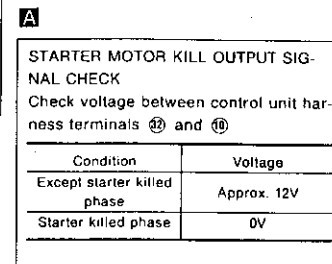 A
STARTER MOTOR KILL OUTPUT SIG-
NAL CHECK
Check voltage between control unit har-
ness terminals ㉜ and ⑩
Condition Voltage
Except starter killed
phase
Approx. 12V
Starter killed phase 0V